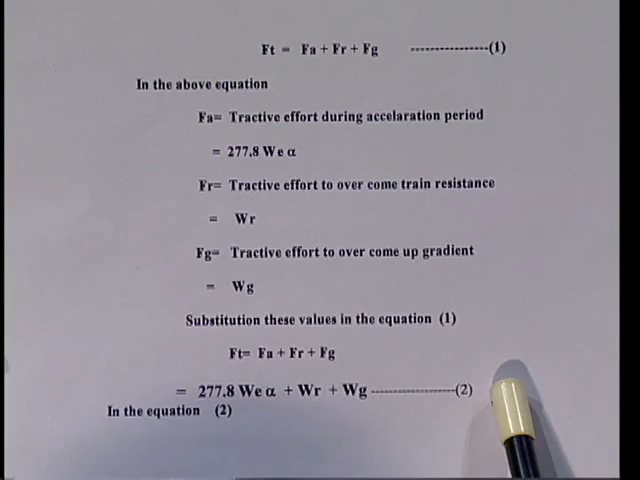 Ft = Fa + Fr + Fg ----------------(1)
In the above equation
Fa= Tractive effort during accelaration period
= 277.8 We α
Fr= Tractive effort to over come train resistance
= Wr
Fg= Tractive effort to over come up gradient
= Wg
Substitution these values in the equation (1)
Ft= Fa + Fr + Fg
= 277.8 We α + Wr + Wg------------------(2)
In the equation (2)